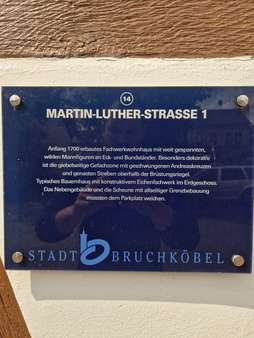 14
MARTIN-LUTHER-STRASSE 1
Anfang 1700 erbautes Fachwerkwohnhaus mit weit gespannten,
wilden Mannfiguren an Eck- und Bundständer. Besonders dekorativ
ist die giebelseitige Gefachzone mit geschwungenen Andreaskreuzen
und genasten Streben oberhalb der Brüstungsriegel.
Typisches Bauernhaus mit konstruktivem Eichenfachwerk im Erdgeschoss.
Das Nebengebäude und die Scheune mit allseitiger Grenzbebauung
mussten dem Parkplatz weichen.
STADT BRUCHKÖBEL